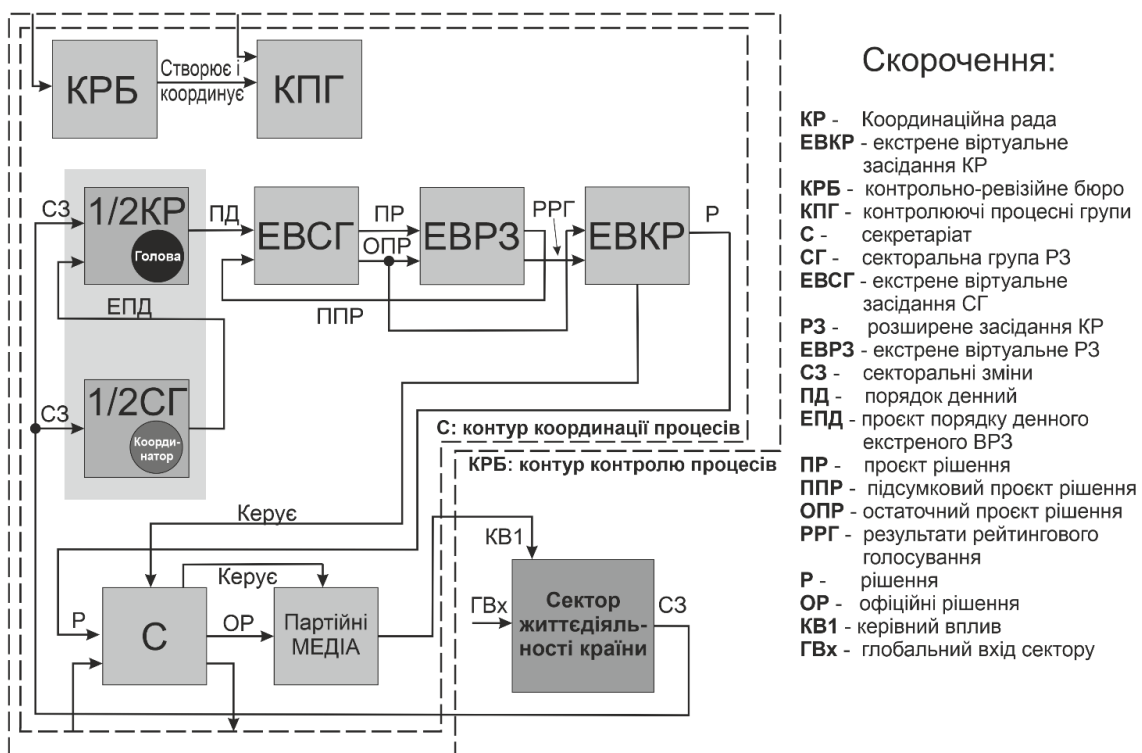 КРБ
Створює і
координує
КПГ
СЗ
1/2КР
Голова
ПД
ЕВСГ
ПР
ОПР
ЕВРЗ
РРГ
ЕВКР
Р
ЕПД
ППР
СЗ
1/2СГ
Коорди-
натор
С: контур координації процесів
КРБ: контур контролю процесів
Керує
КВ1
Керує
Р
С
ОР
Партійні
МЕДІА
ГВх
Сектор
життєдіяль-
ності країни
СЗ
Скорочення:
КР - Координаційна рада
ЕВКР - екстрене віртуальне
засідання КР
КРБ - контрольно-ревізійне бюро
КПГ - контролюючі процесні групи
С - секретаріат
СГ - секторальна група РЗ
ЕВСГ - екстрене віртуальне
засідання СГ
РЗ - розширене засідання КР
ЕВРЗ - екстрене віртуальне РЗ
СЗ - секторальні зміни
ПД - порядок денний
ЕПД - проєкт порядку денного
екстреного ВРЗ
ПР - проєкт рішення
ППР - підсумковий проєкт рішення
ОПР - остаточний проєкт рішення
РРГ - результати рейтингового
голосування
Р - рішення
ОР - офіційні рішення
КВ1 - керівний вплив
ГВх - глобальний вхід сектору